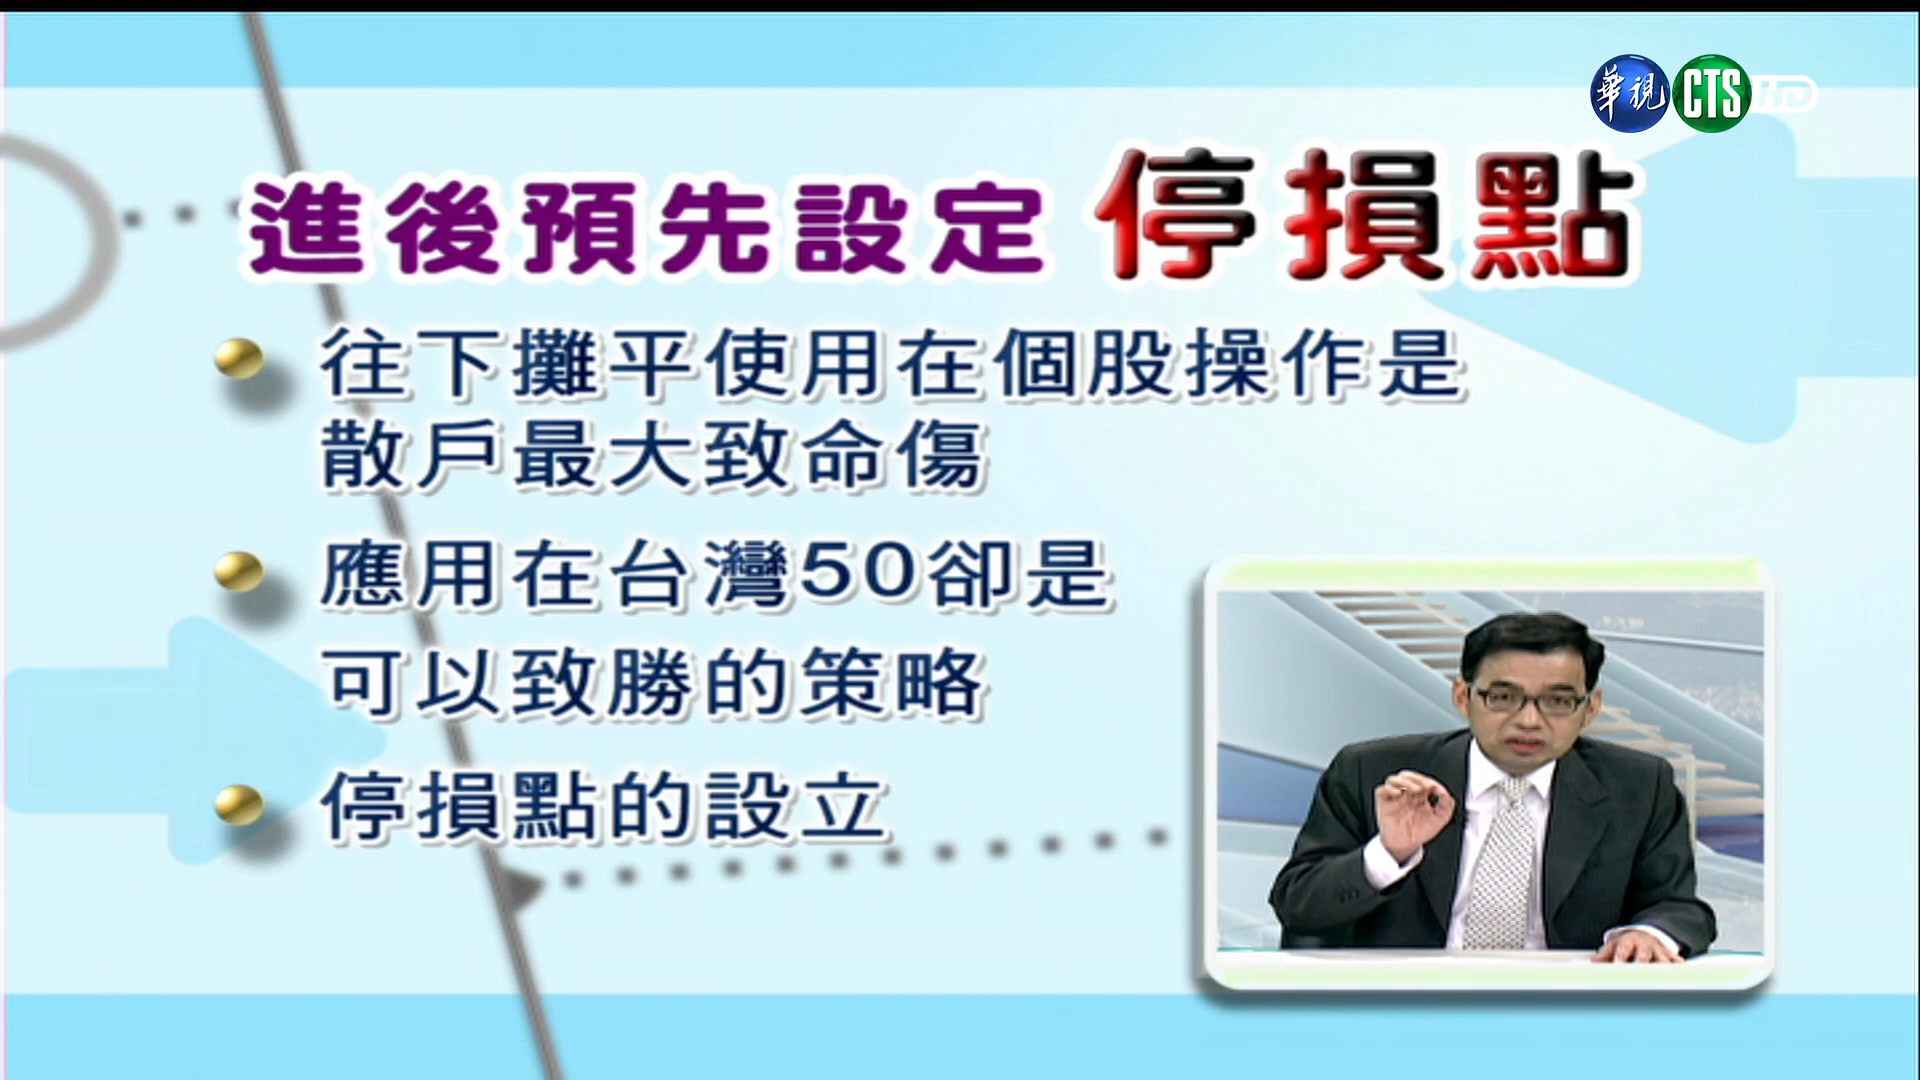 華視 CTS HD
進後預先設定 停損點
往下攤平使用在個股操作是
散戶最大致命傷
應用在台灣50卻是
可以致勝的策略
停損點的設立